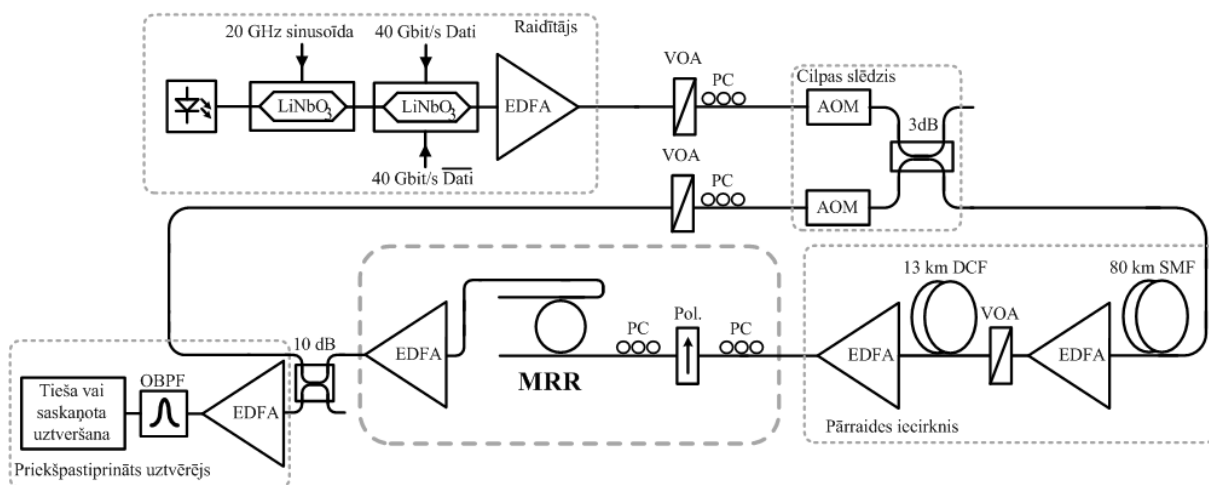 20 GHz sinusoīda
40 Gbit/s Dati
Raidītājs
LiNbO3
LiNbO3
EDFA
40 Gbit/s Dati
VOA
PC
Cilpas slēdzis
AOM
3dB
VOA
PC
AOM
13 km DCF
80 km SMF
VOA
EDFA
EDFA
Pārraides iecirknis
PC
Pol.
PC
MRR
EDFA
10 dB
EDFA
OBPF
Tieša vai
saskaņota
uztveršana
Priekšpastiprināts uztvērējs